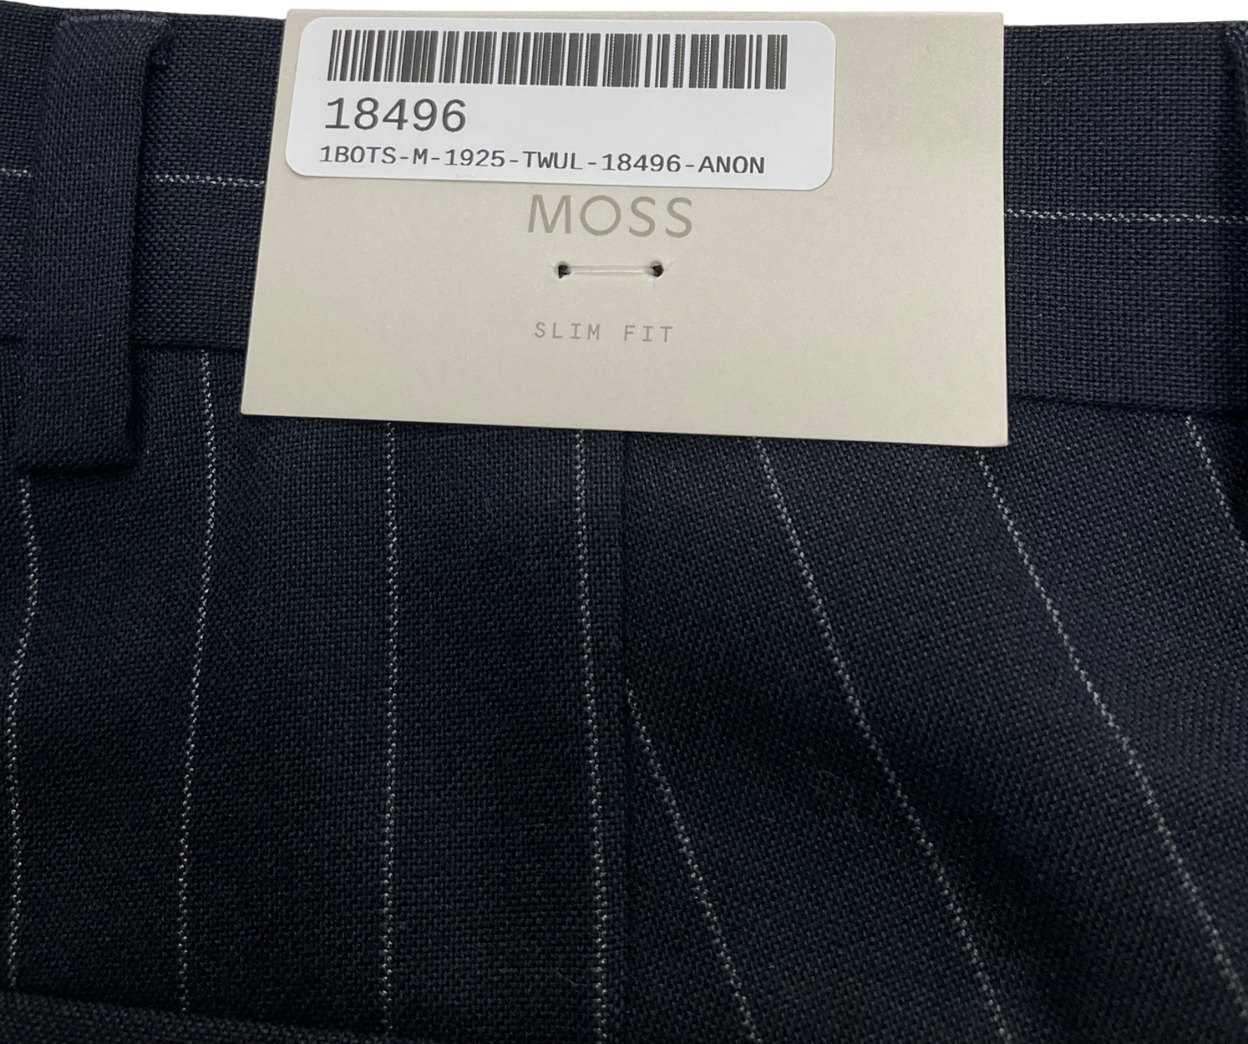 18496
1BOTS-M-1925-TWUL-18496-ANON
MOSS
SLIM FIT